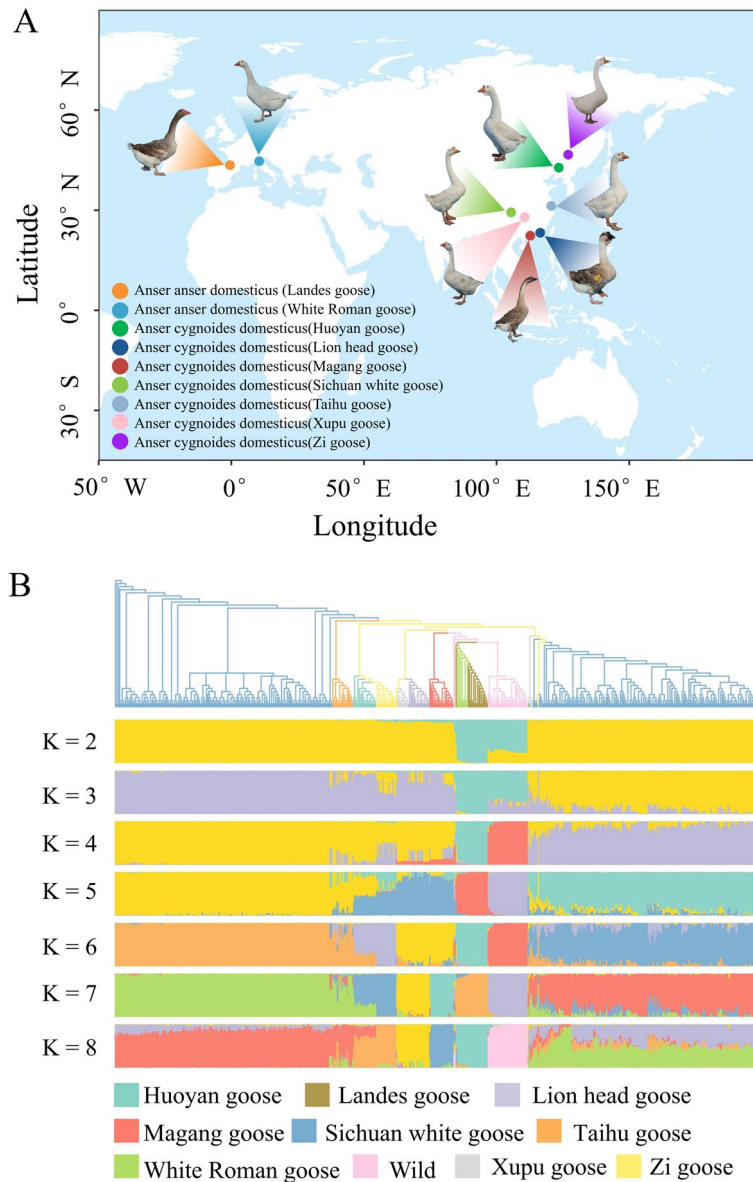 A
Latitude
60° N
30° N
0°
30° S
Anser anser domesticus (Landes goose)
Anser anser domesticus (White Roman goose)
Anser cygnoides domesticus(Huoyan goose)
Anser cygnoides domesticus(Lion head goose)
Anser cygnoides domesticus(Magang goose)
Anser cygnoides domesticus(Sichuan white goose)
Anser cygnoides domesticus(Taihu goose)
Anser cygnoides domesticus(Xupu goose)
Anser cygnoides domesticus(Zi goose)
50° W 0° 50° E 100° E 150° E
Longitude
B
K = 2
K = 3
K = 4
K = 5
K = 6
K = 7
K = 8
Huoyan goose Landes goose Lion head goose
Magang goose Sichuan white goose Taihu goose
White Roman goose Wild Xupu goose Zi goose